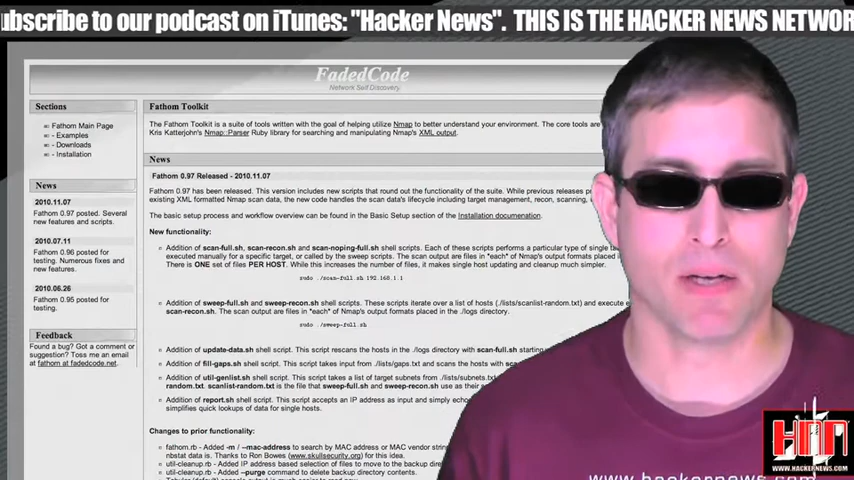 ubscribe to our podcast on iTunes: "Hacker News". THIS IS THE HACKER NEWS NETWOR
FadedCode
Network Self Discovery.
Sections
Fathom Main Page
- Examples
- Downloads
- Installation
News
2010.11.07
Fathom 0.97 posted. Several
new features and scripts.
2010.07.11
Fathom 0.96 posted for
testing. Numerous fixes and
new features.
2010.06.26
Fathom 0.95 posted for
testing.
Feedback
Found a bug? Got a comment or
suggestion? Toss me an email
at fathom at fadedcode.net.
Fathom Toolkit
The Fathom Toolkit is a suite of tools written with the goal of helping utilize Nmap to better understand your environment. The core tools are
Kris Katterjohn's Nmap::Parser Ruby library for searching and manipulating Nmap's XML output.
News
Fathom 0.97 Released - 2010.11.07
Fathom 0.97 has been released. This version includes new scripts that round out the functionality of the suite. While previous releases
existing XML formatted Nmap scan data, the new code handles the scan data's lifecycle including target management, recon, scanning,
The basic setup process and workflow overview can be found in the Basic Setup section of the Installation documenation.
New functionality:
Addition of scan-full.sh, scan-recon.sh and scan-noping-full.sh shell scripts. Each of these scripts performs a particular type of single
executed manually for a specific target, or called by the sweep scripts. The scan output are files in *each* of Nmap's output formats placed
There is ONE set of files PER HOST. While this increases the number of files, it makes single host updating and cleanup much simpler.
sudo ./scan-full.sh 192.168.1.1
Addition of sweep-full.sh and sweep-recon.sh shell scripts. These scripts iterate over a list of hosts (./lists/scanlist-random.txt) and execute
scan-recon.sh. The scan output are files in *each* of Nmap's output formats placed in the ./logs directory.
sudo ./sweep-full.sh
Addition of update-data.sh shell script. This script rescans the hosts in the ./logs directory with scan-full.sh starting
Addition of fill-gaps.sh shell script. This script takes input from ./lists/gaps.txt and scans the hosts with scan-full.sh
Addition of util-genlist.sh shell script. This script takes a list of target subnets from ./lists/subnets.
random.txt. scanlist-random.txt is the file that sweep-full.sh and sweep-recon.sh use as their
Addition of report.sh shell script. This script accepts an IP address as input and simply
simplifies quick lookups of data for single hosts.
Changes to prior functionality:
fathom.rb - Added -m / --mac-address to search by MAC address or MAC vendor
nbstat data is. Thanks to Ron Bowes (www.skullsecurity.org) for this idea.
util-cleanup.rb - Added IP address based selection of files to move to the backup
util-cleanup.rb - Added --purge command to delete backup directory contents.
HNN
WWW.HACKERNEWS.COM
www.hackernews.com